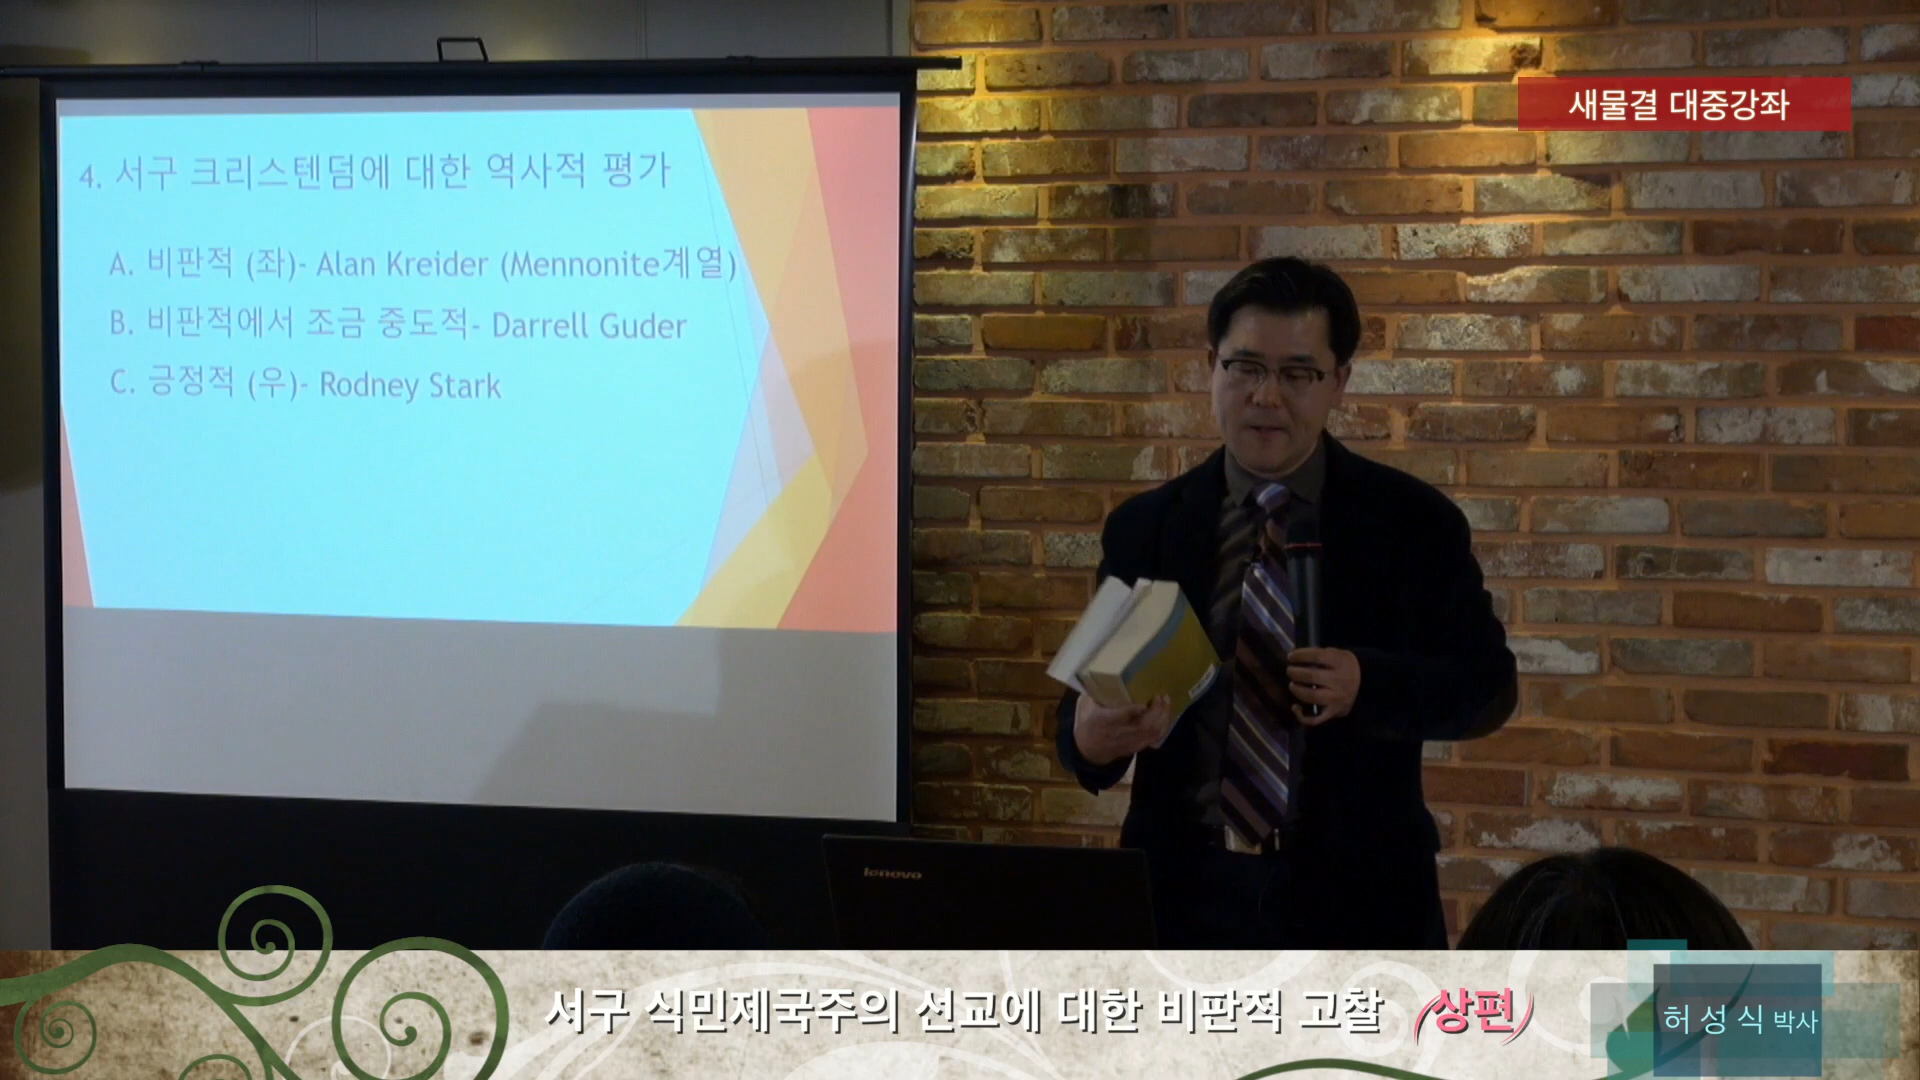 새물결 대중강좌
4. 서구 크리스텐덤에 대한 역사적 평가
A. 비판적 (좌)- Alan Kreider (Mennonite계열)
B. 비판적에서 조금 중도적- Darrell Guder
C. 긍정적 (우)- Rodney Stark
lenovo
서구 식민제국주의 선교에 대한 비판적 고찰 (상편)
허성식 박사